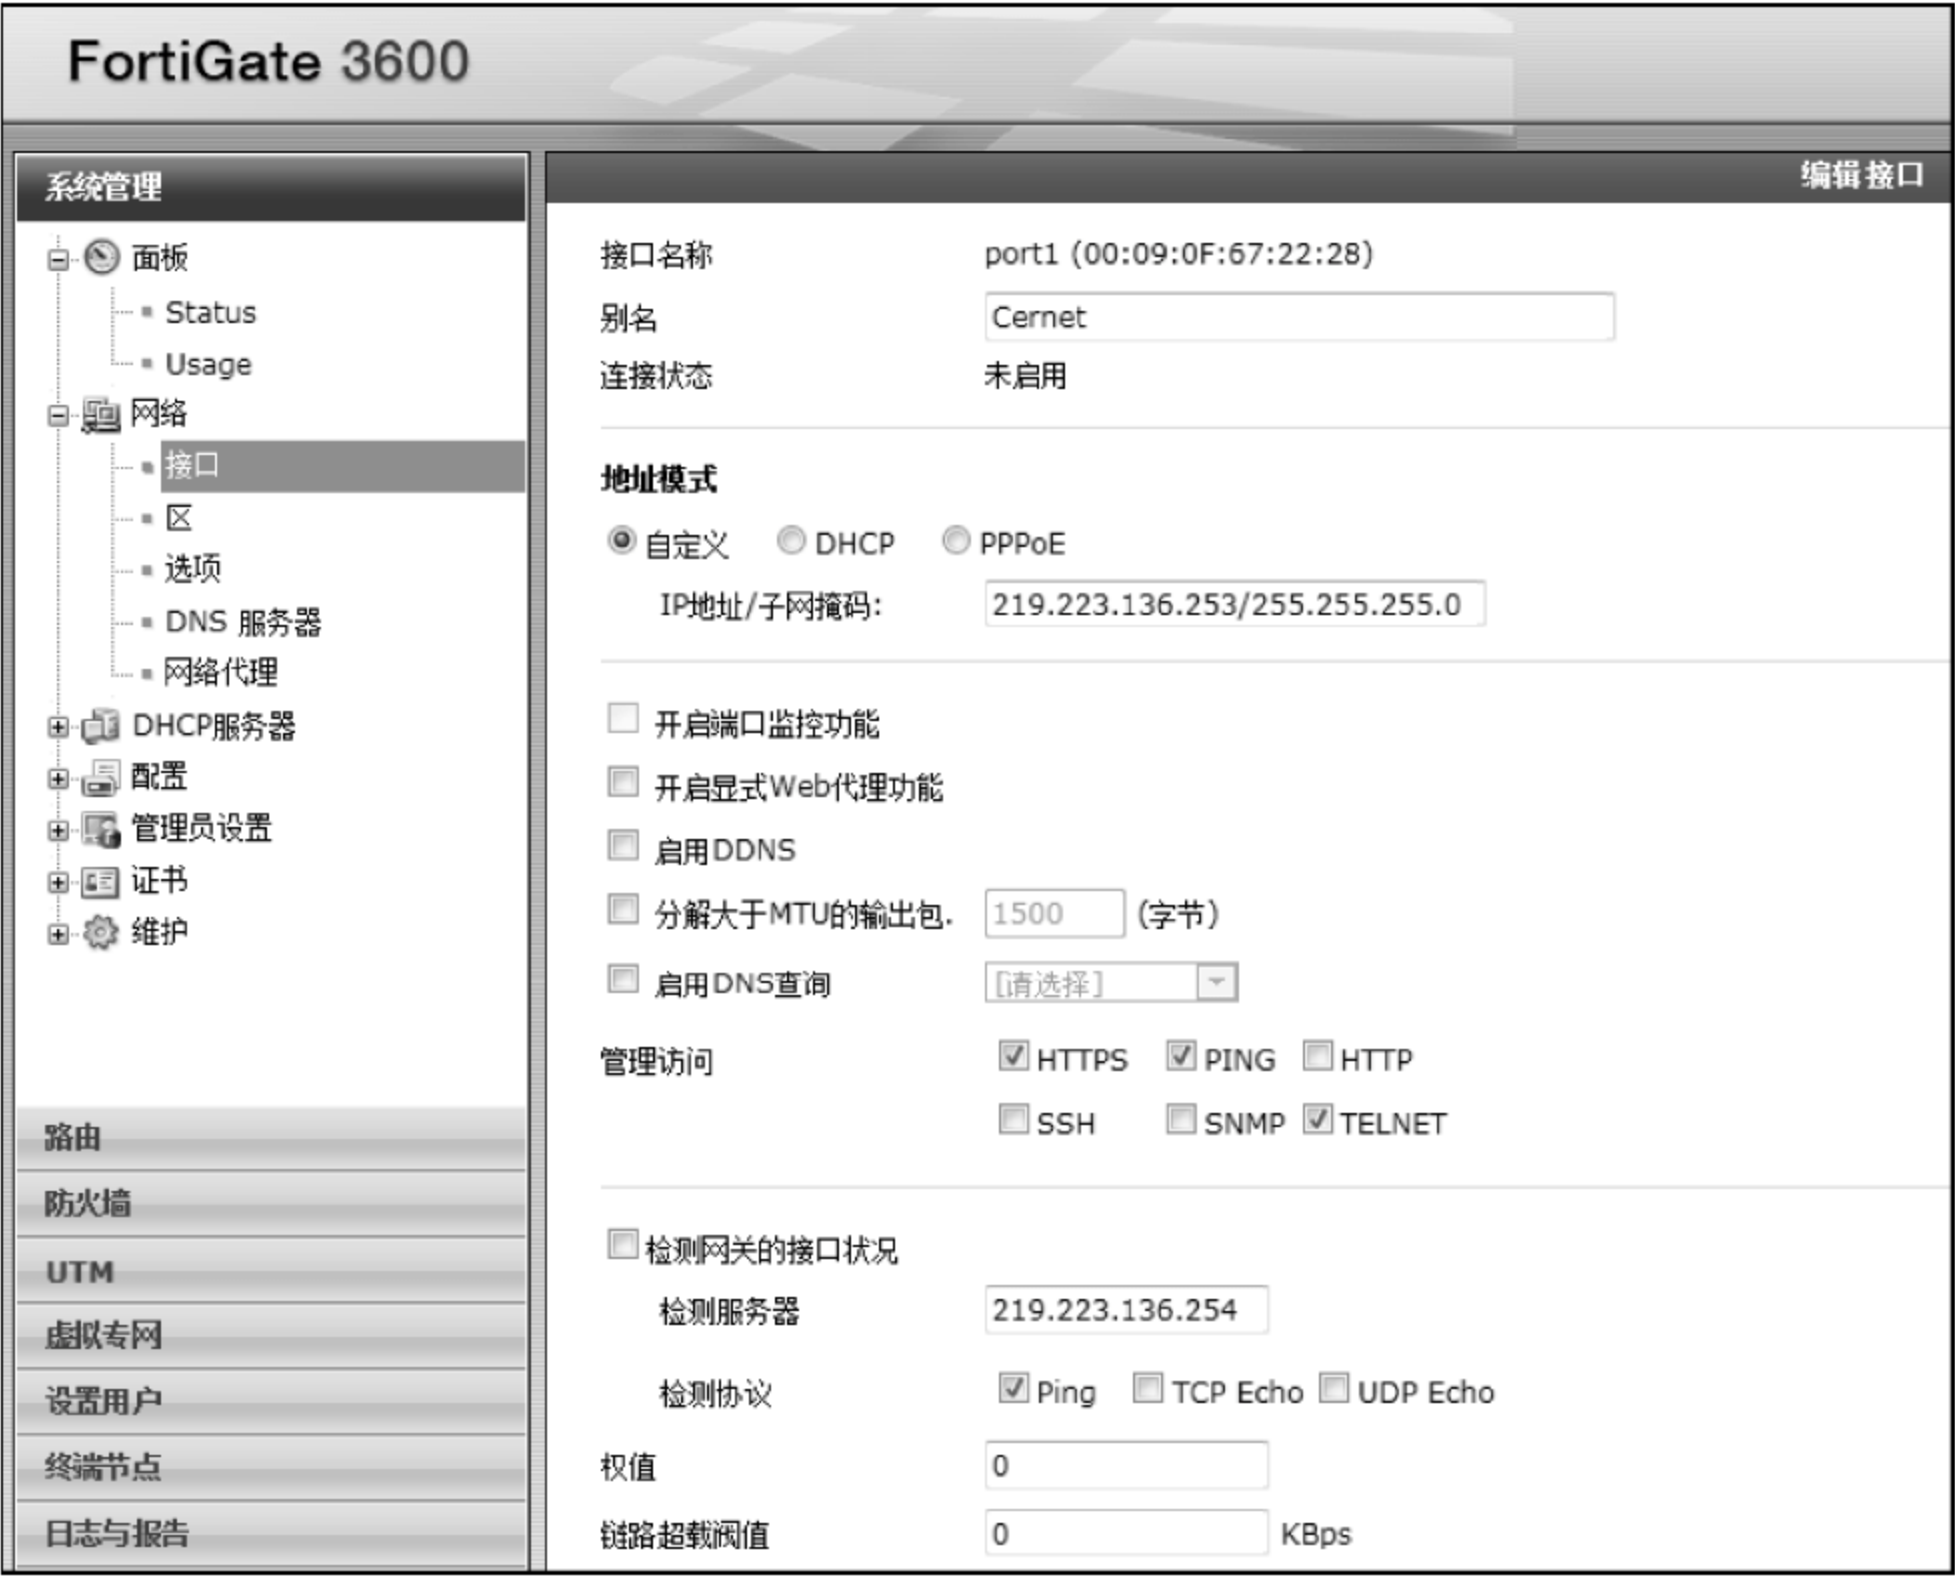 FortiGate 3600
系统管理
面板
Status
Usage
网络
接口
区
选项
DNS 服务器
网络代理
DHCP服务器
配置
管理员设置
证书
维护
路由
防火墙
UTM
虚拟专网
设置用户
终端节点
日志与报告
编辑接口
接口名称 port1 (00:09:0F:67:22:28)
别名 Cernet
连接状态 未启用
地址模式
自定义 DHCP PPPoE
IP地址/子网掩码: 219.223.136.253/255.255.255.0
开启端口监控功能
开启显式Web代理功能
启用DDNS
分解大于MTU的输出包. 1500 (字节)
启用DNS查询 [请选择]
管理访问 HTTPS PING HTTP
SSH SNMP TELNET
检测网关的接口状况
检测服务器 219.223.136.254
检测协议 Ping TCP Echo UDP Echo
权值 0
链路超载阀值 0 KBps